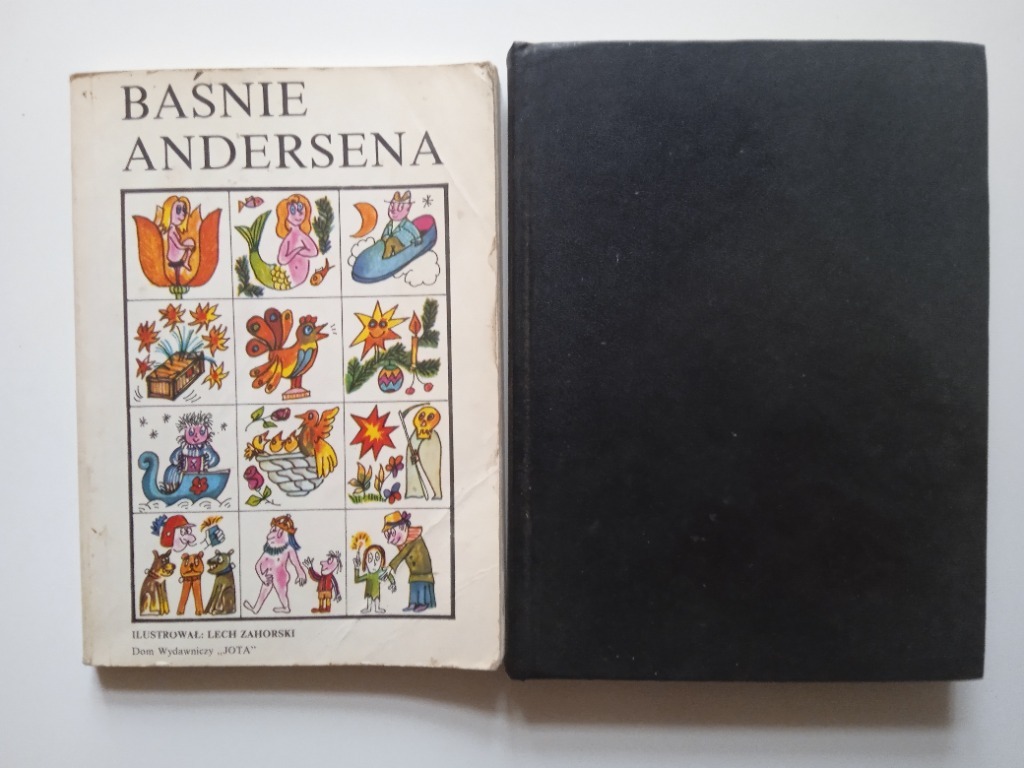 BAŚNIE
ANDERSENA
ILUSTROWAŁ: LECH ZAHORSKI
Dom Wydawniczy „JOTA”